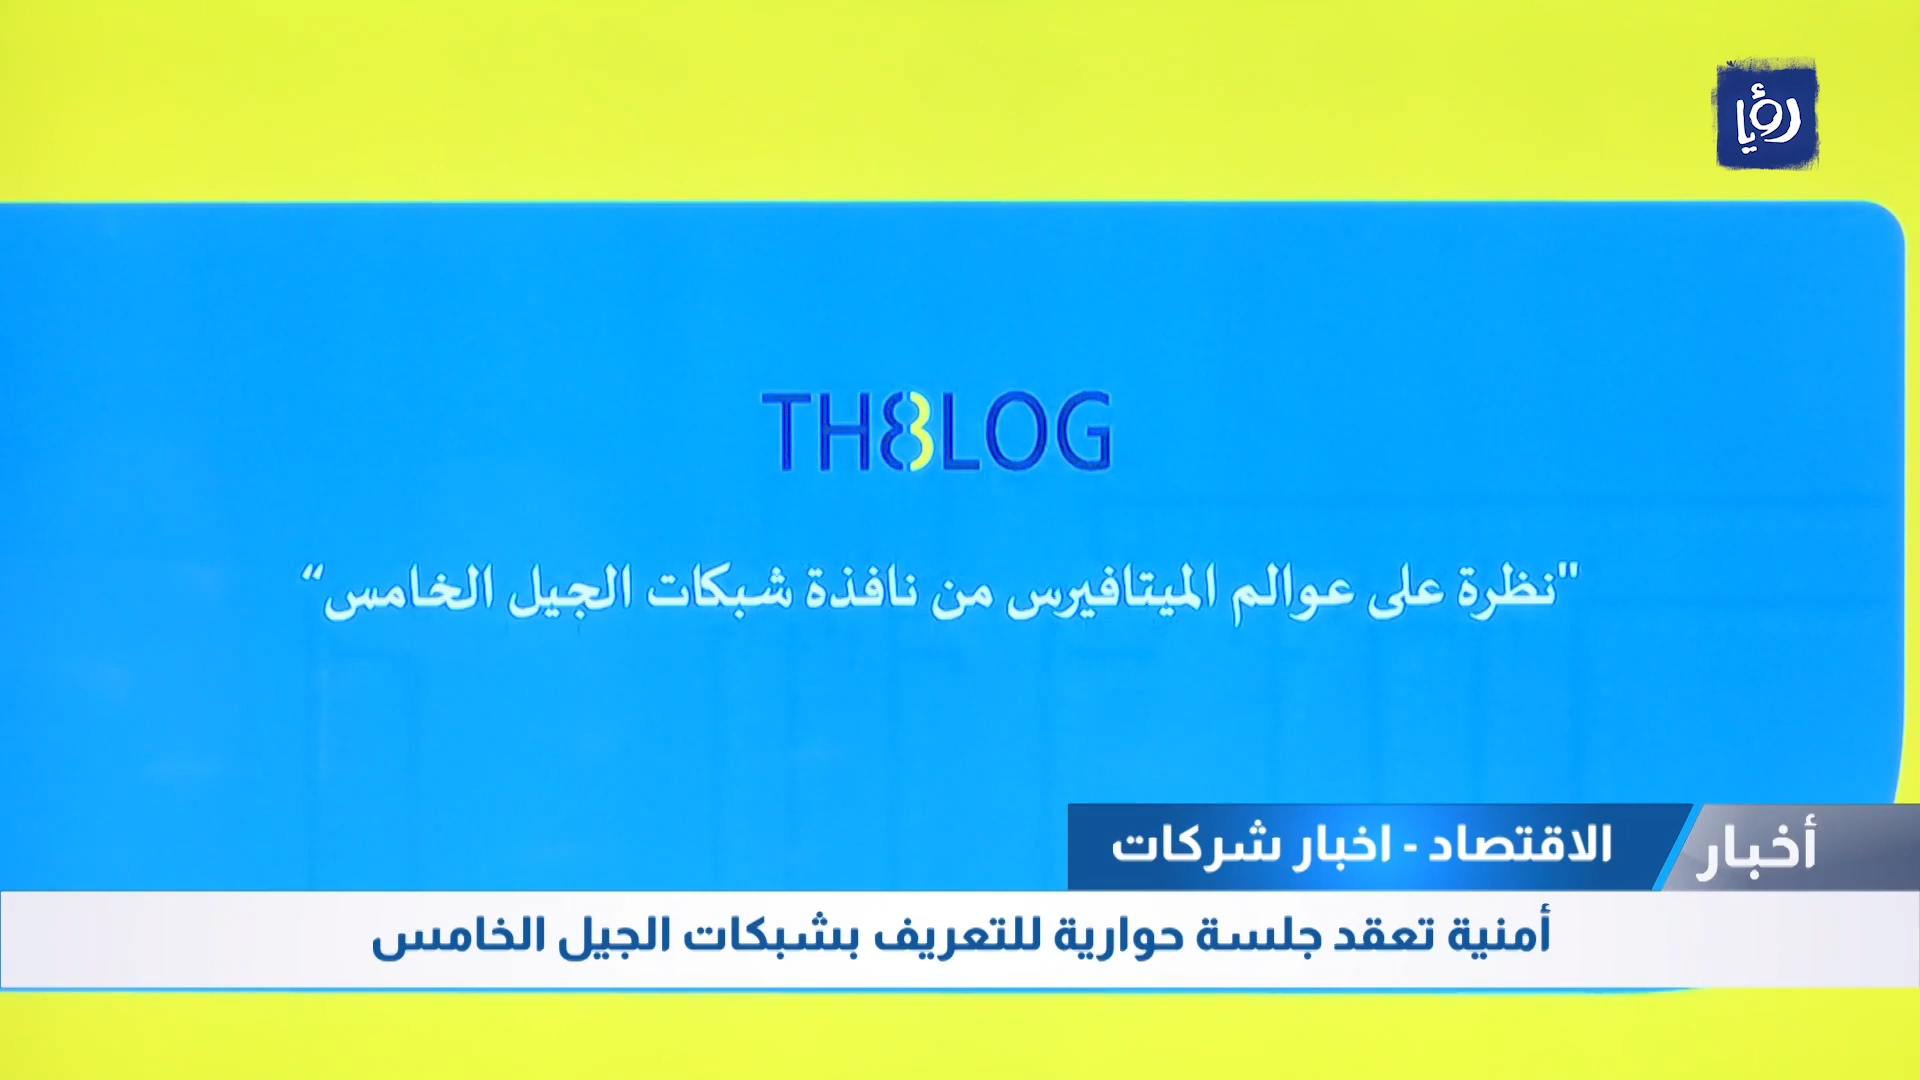 رؤيا
TH8LOG
"نظرة على عوالم الميتافيرس من نافذة شبكات الجيل الخامس“
أخبار
الاقتصاد - اخبار شركات
أمنية تعقد جلسة حوارية للتعريف بشبكات الجيل الخامس